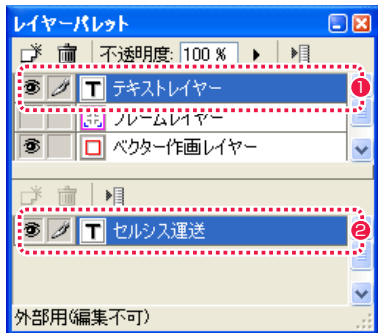 レイヤーパレット
不透明度: 100 %
T テキストレイヤー 1
フレームレイヤー
ベクター作画レイヤー
T セルシス運送 2
外部用(編集不可)